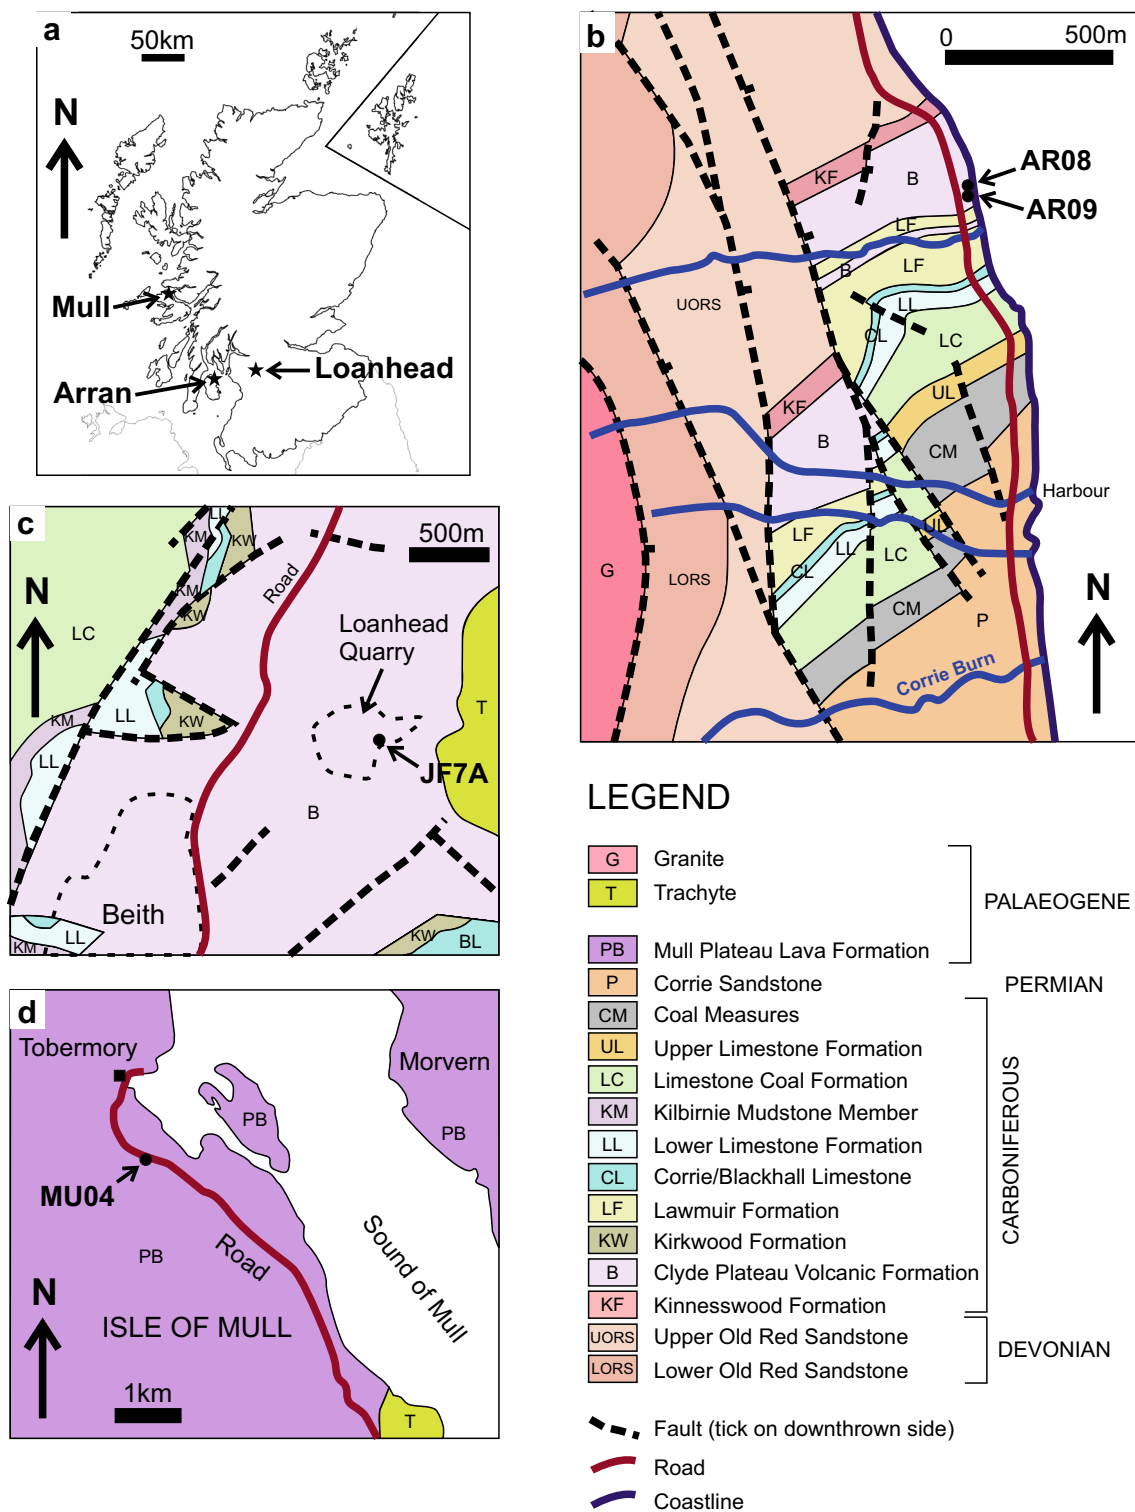 a
50km
N
Mull
Arran
Loanhead
b
0
500m
AR08
AR09
KF
B
LF
B
LF
UORS
LL
CL
LC
UL
KF
B
CM
Harbour
LF
CL
LL
UL
LC
G
LORS
CM
P
N
Corrie Burn
c
500m
LL
KM
KW
KM
KW
Road
N
LC
Loanhead
Quarry
KM
LL
KW
LL
T
JF7A
B
Beith
KM
LL
KW
BL
d
Tobermory
Morvern
PB
PB
MU04
PB
Road
Sound of Mull
N
ISLE OF MULL
1km
T
LEGEND
G Granite
T Trachyte
PALAEOGENE
PB Mull Plateau Lava Formation
P Corrie Sandstone
PERMIAN
CM Coal Measures
UL Upper Limestone Formation
LC Limestone Coal Formation
KM Kilbirnie Mudstone Member
LL Lower Limestone Formation
CL Corrie/Blackhall Limestone
LF Lawmuir Formation
KW Kirkwood Formation
B Clyde Plateau Volcanic Formation
KF Kinnesswood Formation
CARBONIFEROUS
UORS Upper Old Red Sandstone
LORS Lower Old Red Sandstone
DEVONIAN
Fault (tick on downthrown side)
Road
Coastline